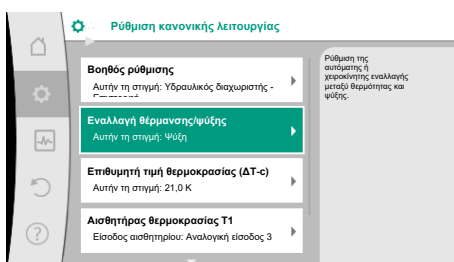 Ρύθμιση κανονικής λειτουργίας
Βοηθός ρύθμισης
Αυτήν τη στιγμή: Υδραυλικός διαχωριστής -
Εναλλαγή θέρμανσης/ψύξης
Αυτήν τη στιγμή: Ψύξη
Επιθυμητή τιμή θερμοκρασίας (ΔT-c)
Αυτήν τη στιγμή: 21,0 K
Αισθητήρας θερμοκρασίας T1
Είσοδος αισθητηρίου: Αναλογική είσοδος 3
Ρύθμιση της
αυτόματης ή
χειροκίνητης εναλλαγής
μεταξύ θερμότητας και
ψύξης.